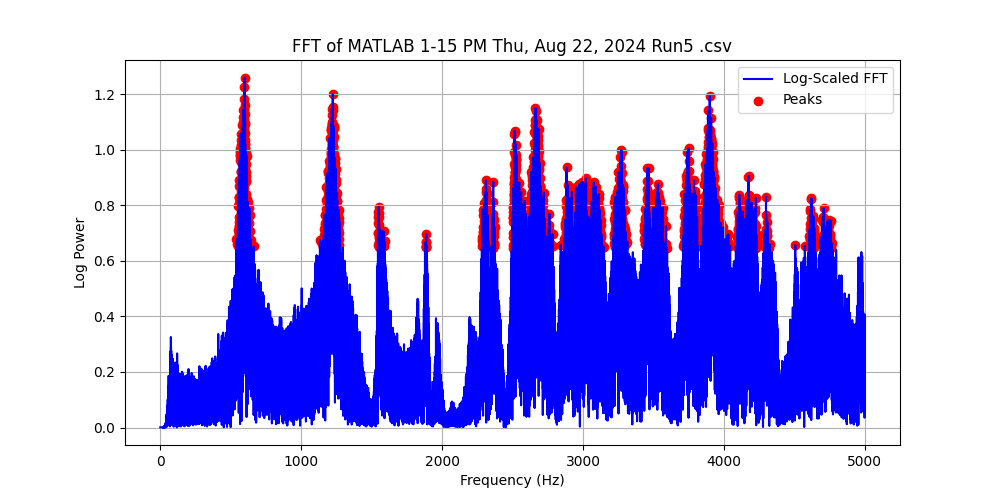 FFT of MATLAB 1-15 PM Thu, Aug 22, 2024 Run5 .csv
Log-Scaled FFT
Peaks
1.2
1.0
0.8
0.6
0.4
0.2
0.0
Log Power
0 1000 2000 3000 4000 5000
Frequency (Hz)